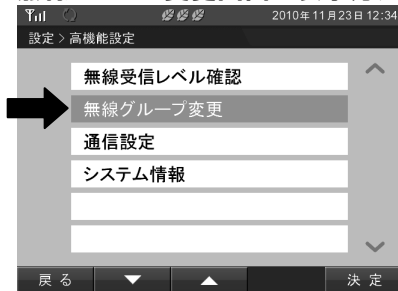 2010年11月23日 12:34
設定 > 高機能設定
無線受信レベル確認
無線グループ変更
通信設定
システム情報
戻る ▼ ▲ 決定